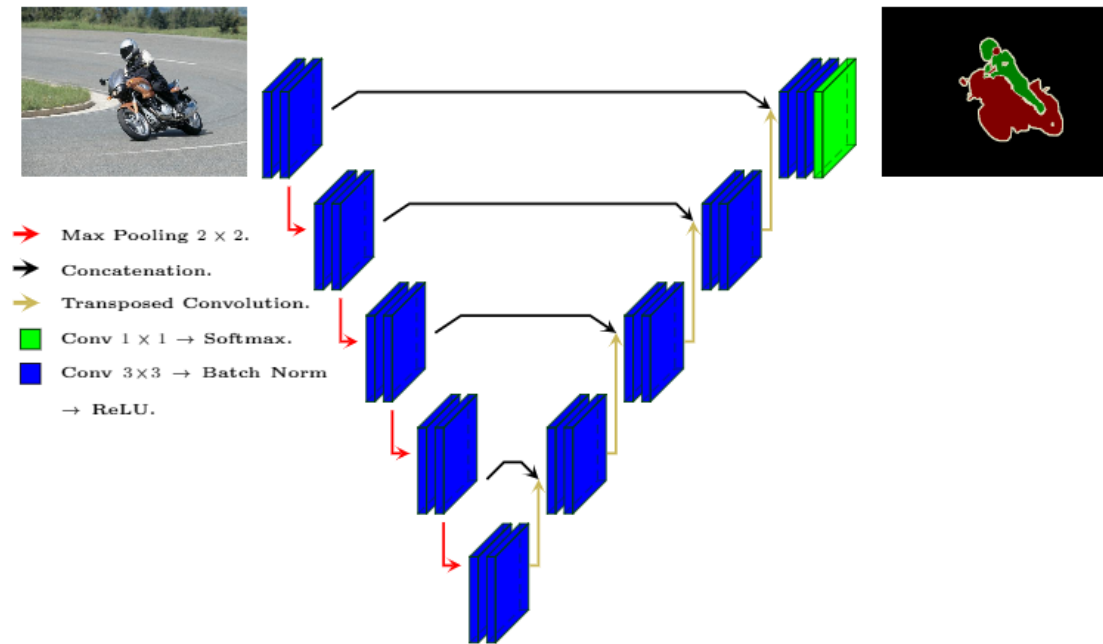 Max Pooling 2 × 2.
Concatenation.
Transposed Convolution.
Conv 1 × 1 → Softmax.
Conv 3×3 → Batch Norm
→ ReLU.